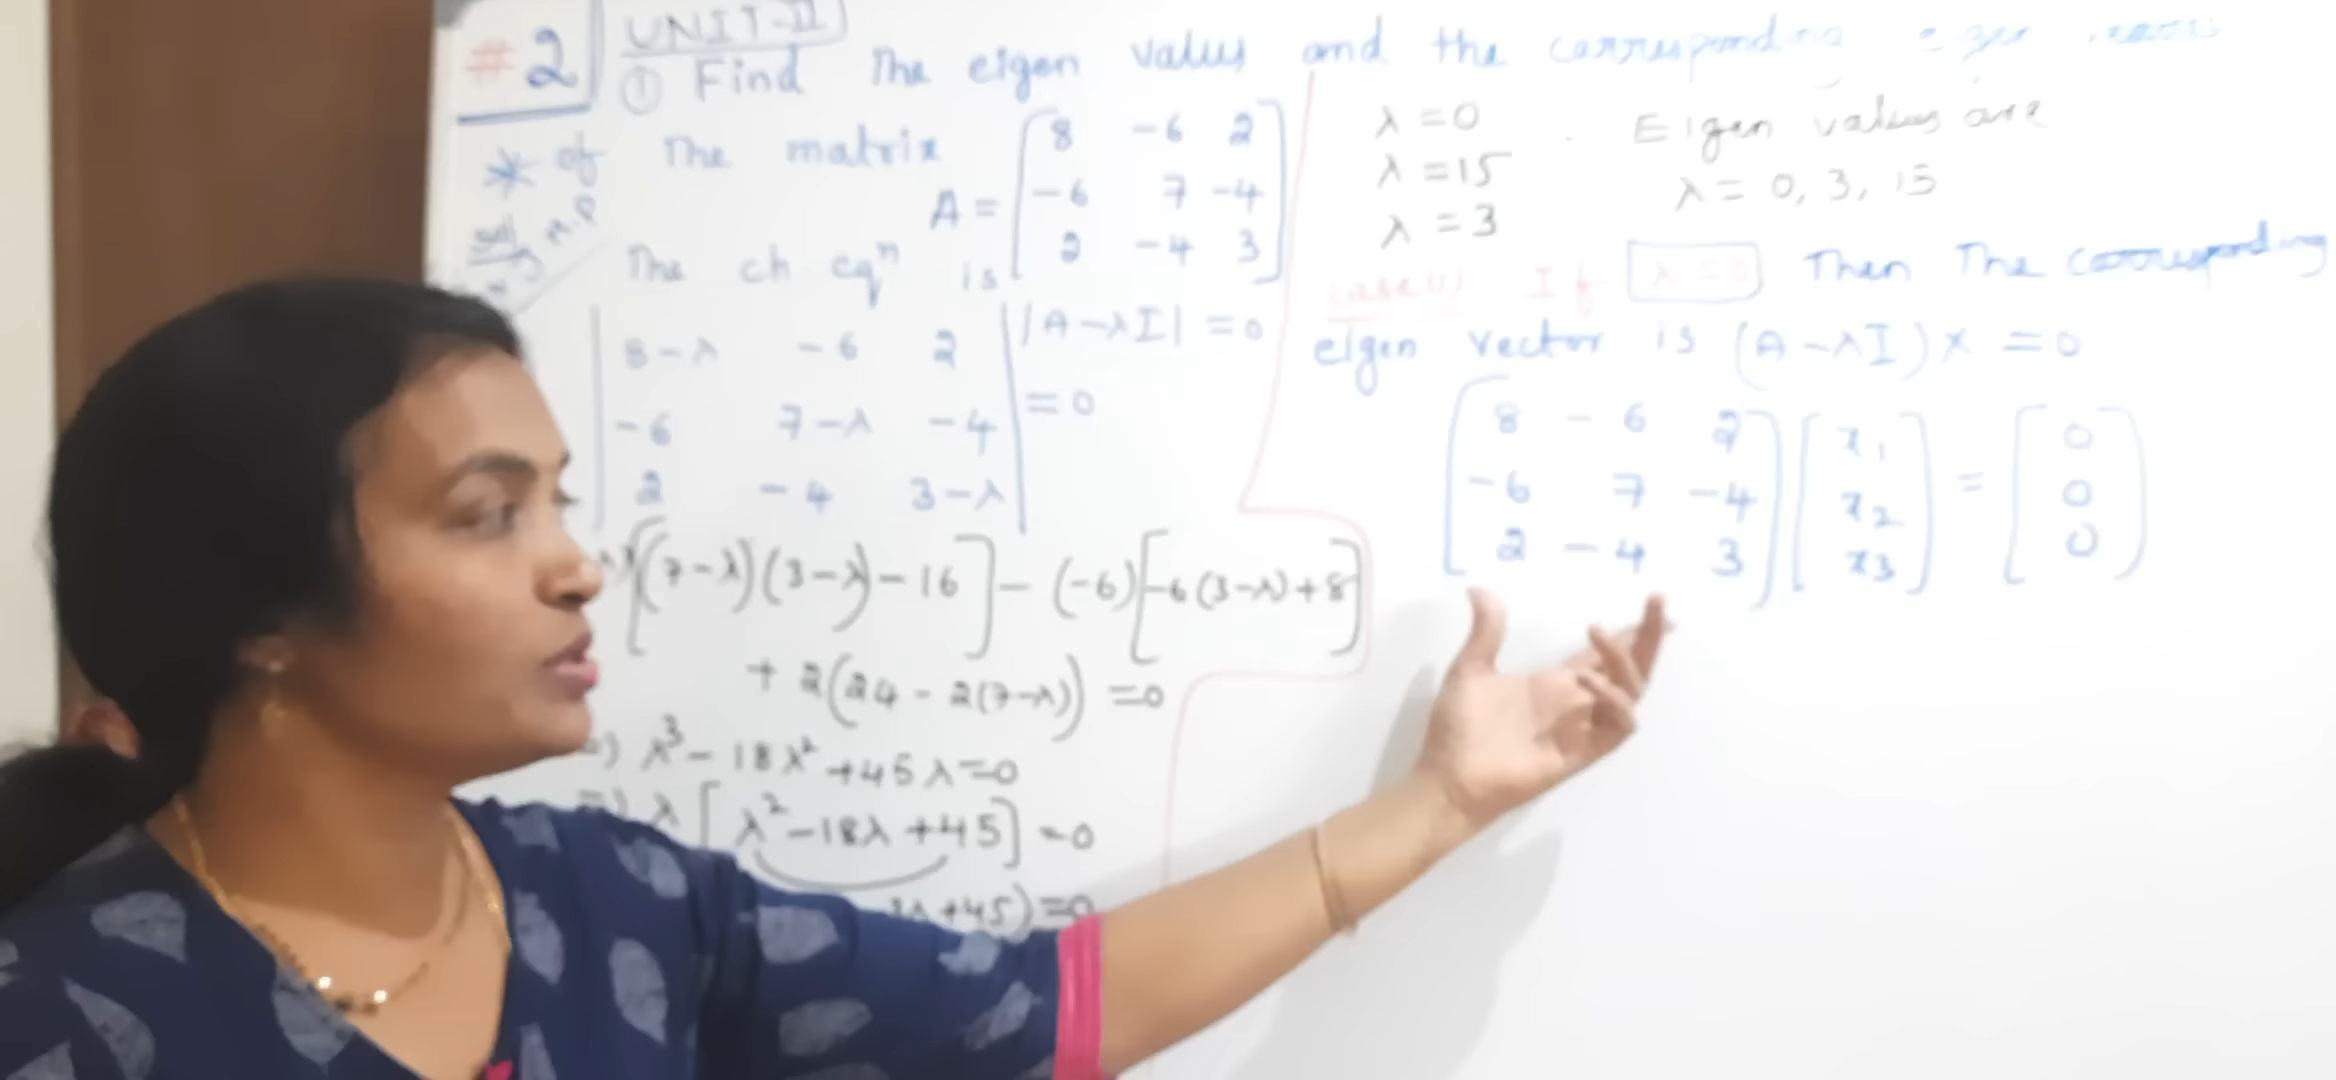 #2
UNIT-II
① Find The eigen values and the corresponding eigen
* of The matrix
A = [8 -6 2
-6 7 -4
2 -4 3]
sol
M.P
The ch eqⁿ is
|A-λI| = 0
|8-λ -6 2
-6 7-λ -4
2 -4 3-λ| = 0
[(7-λ)(3-λ)-16] - (-6)[-6(3-λ)+8]
+ 2(24 - 2(7-λ)) = 0
λ³ - 18λ² + 45λ = 0
⇒ λ[λ² - 18λ + 45] = 0
+45) = 0
λ = 0
λ = 15
λ = 3
Eigen values are
λ = 0, 3, 15
case(i) If λ = 0 Then The corresponding
eigen vector is (A-λI)x = 0
[8 -6 2
-6 7 -4
2 -4 3] [x₁
x₂
x₃] = [0
0
0]